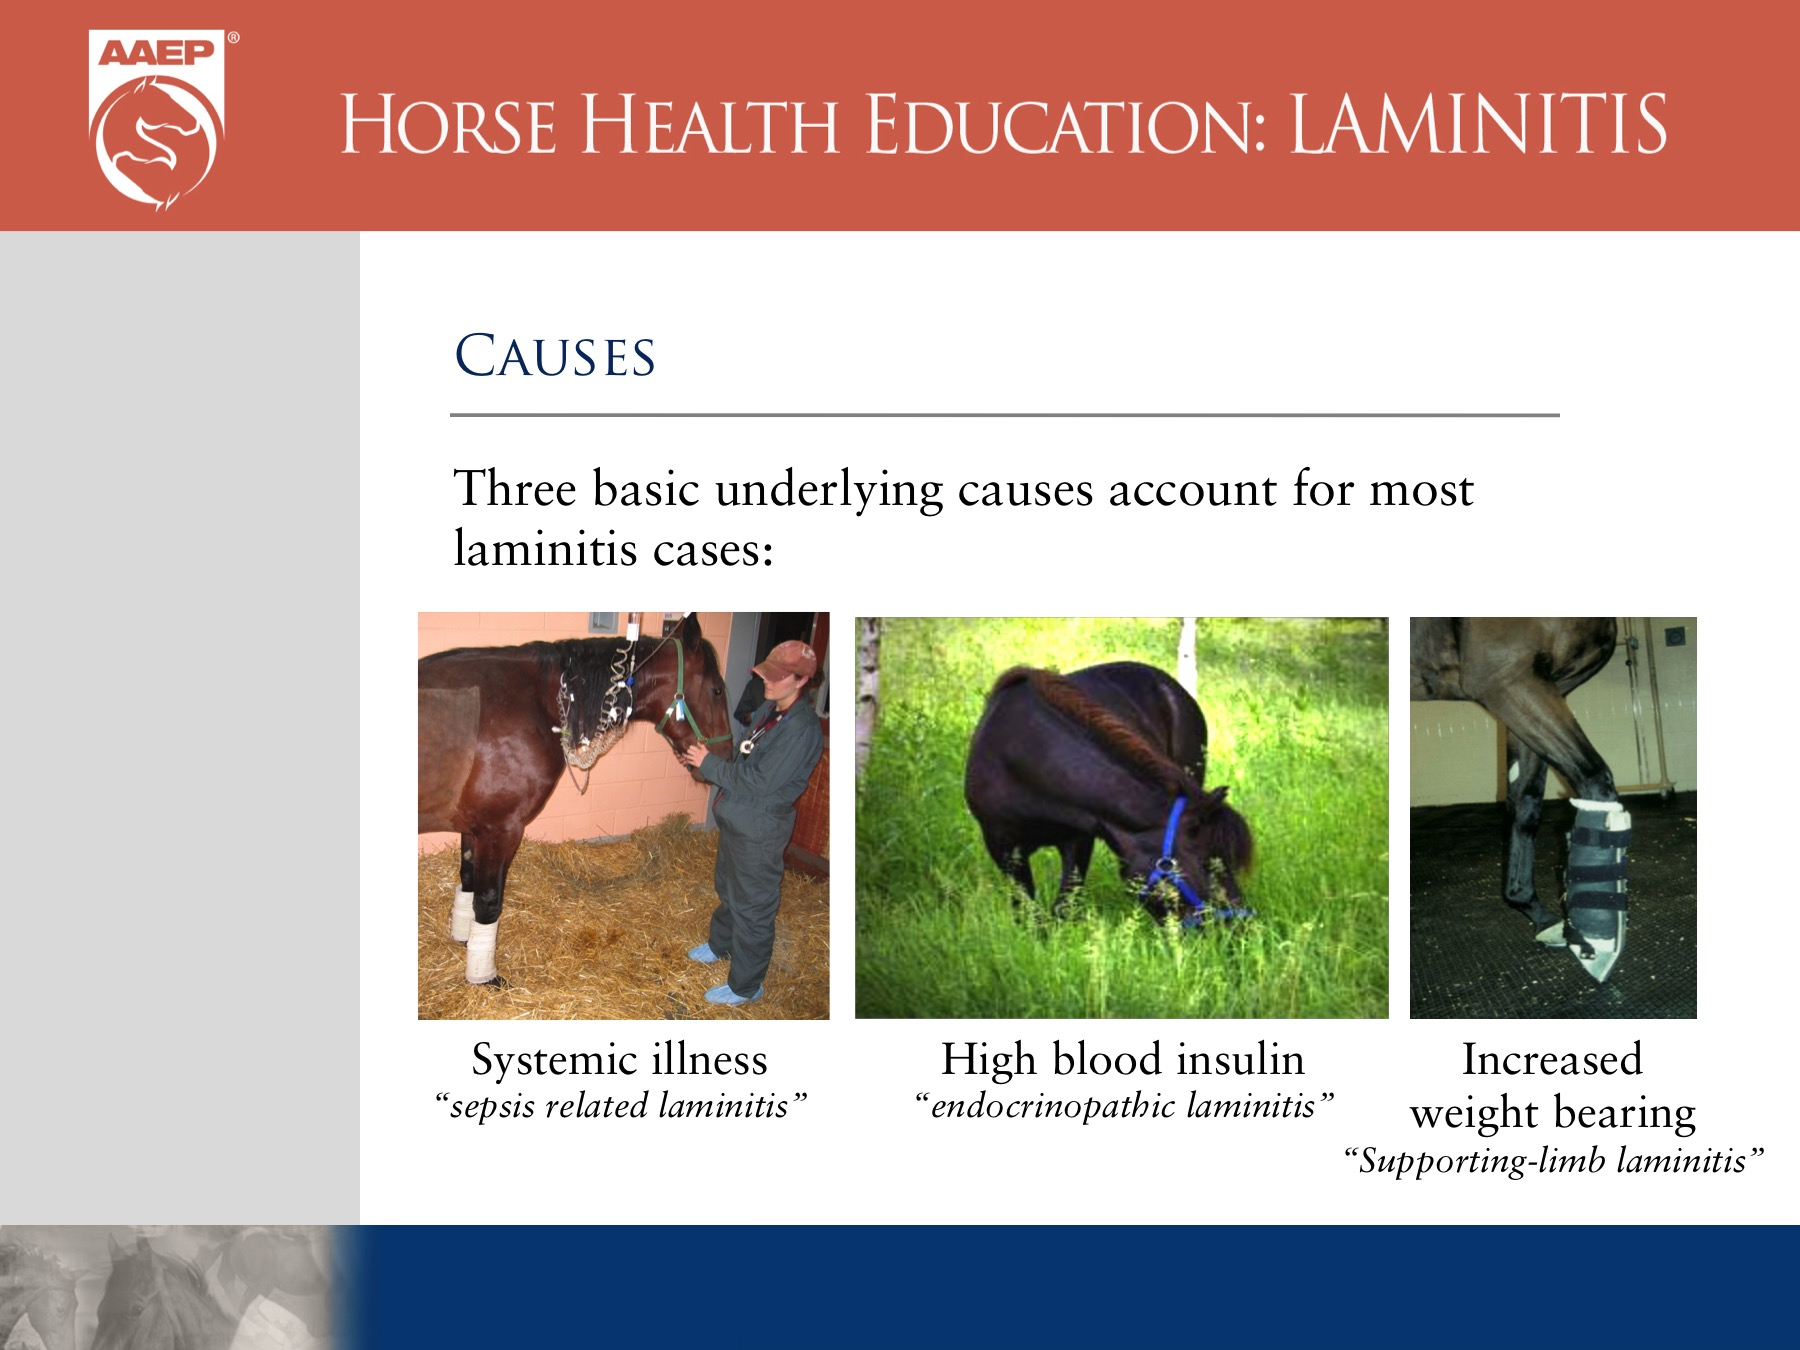 AAEP®
HORSE HEALTH EDUCATION: LAMINITIS
CAUSES
Three basic underlying causes account for most
laminitis cases:
Systemic illness
“sepsis related laminitis”
High blood insulin
“endocrinopathic laminitis”
Increased
weight bearing
“Supporting-limb laminitis”